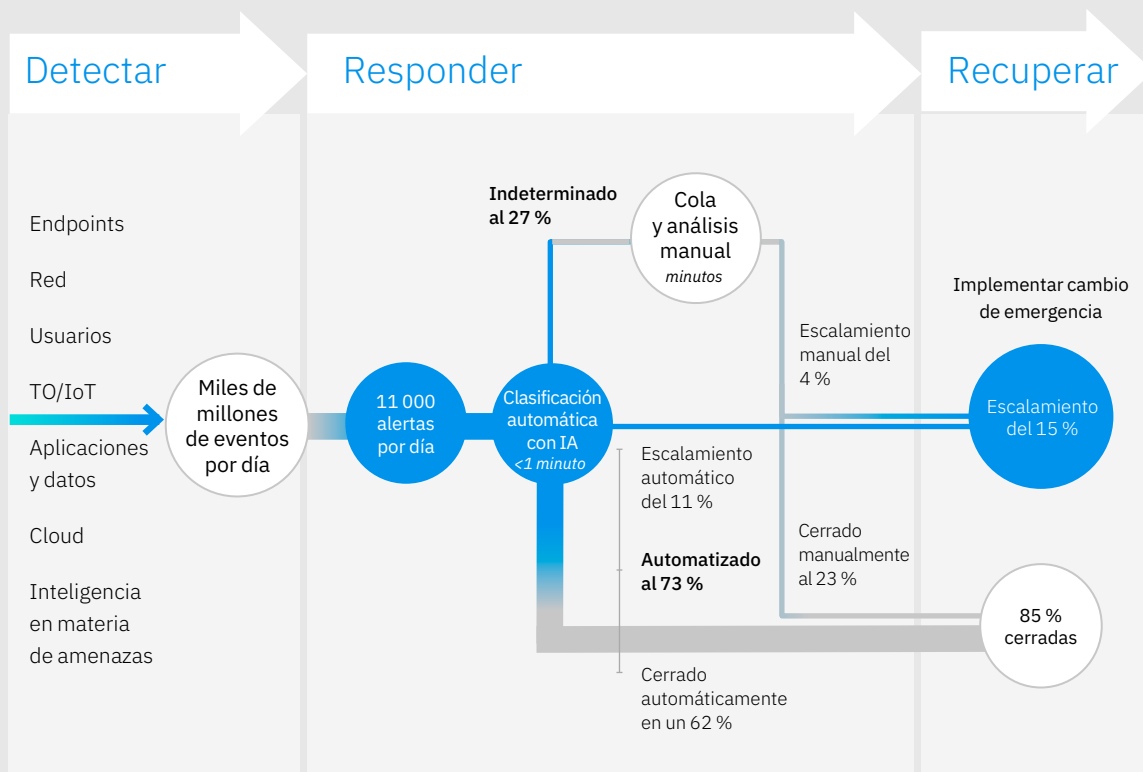 Detectar
Responder
Recuperar
Endpoints
Red
Usuarios
TO/IoT
Aplicaciones
y datos
Cloud
Inteligencia
en materia
de amenazas
Miles de
millones
de eventos
por día
11 000
alertas
por día
Clasificación
automática
con IA
<1 minuto
Indeterminado
al 27 %
Cola
y análisis
manual
minutos
Escalamiento
manual del
4 %
Escalamiento
automático
del 11 %
Automatizado
al 73 %
Cerrado
automáticamente
en un 62 %
Cerrado
manualmente
al 23 %
Implementar cambio
de emergencia
Escalamiento
del 15 %
85 %
cerradas